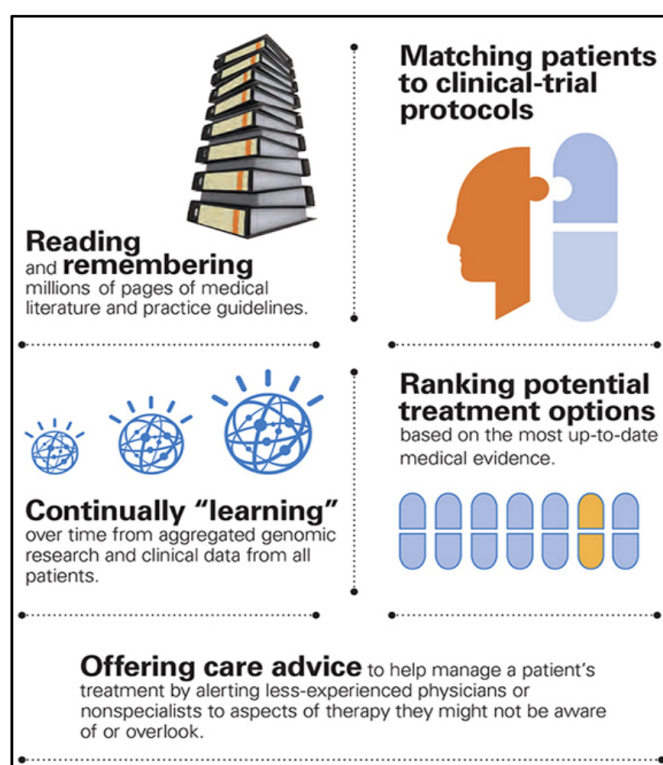 Matching patients
to clinical-trial
protocols
Reading
and remembering
millions of pages of medical
literature and practice guidelines.
Ranking potential
treatment options
based on the most up-to-date
medical evidence.
Continually “learning”
over time from aggregated genomic
research and clinical data from all
patients.
Offering care advice to help manage a patient’s
treatment by alerting less-experienced physicians or
nonspecialists to aspects of therapy they might not be aware
of or overlook.